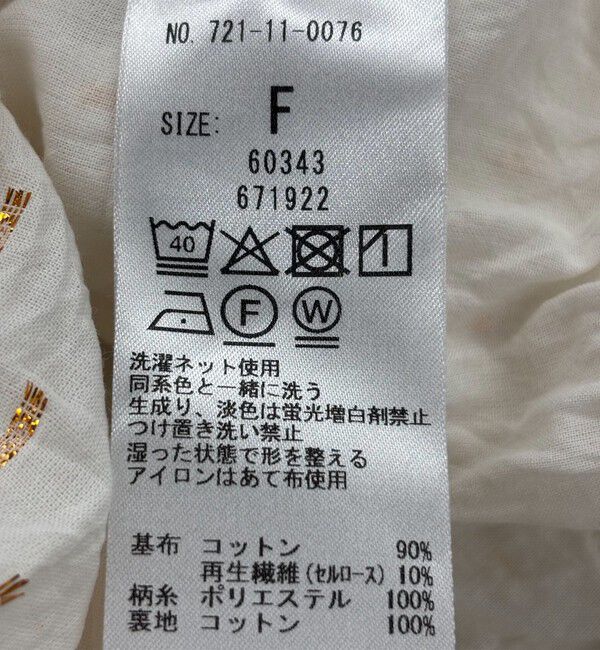 NO. 721-11-0076
SIZE: F
60343
671922
40
F W
洗濯ネット使用
同系色と一緒に洗う
生成り、淡色は蛍光増白剤禁止
つけ置き洗い禁止
湿った状態で形を整える
アイロンはあて布使用
基布 コットン 90%
再生繊維(セルロース) 10%
柄糸 ポリエステル 100%
裏地 コットン 100%